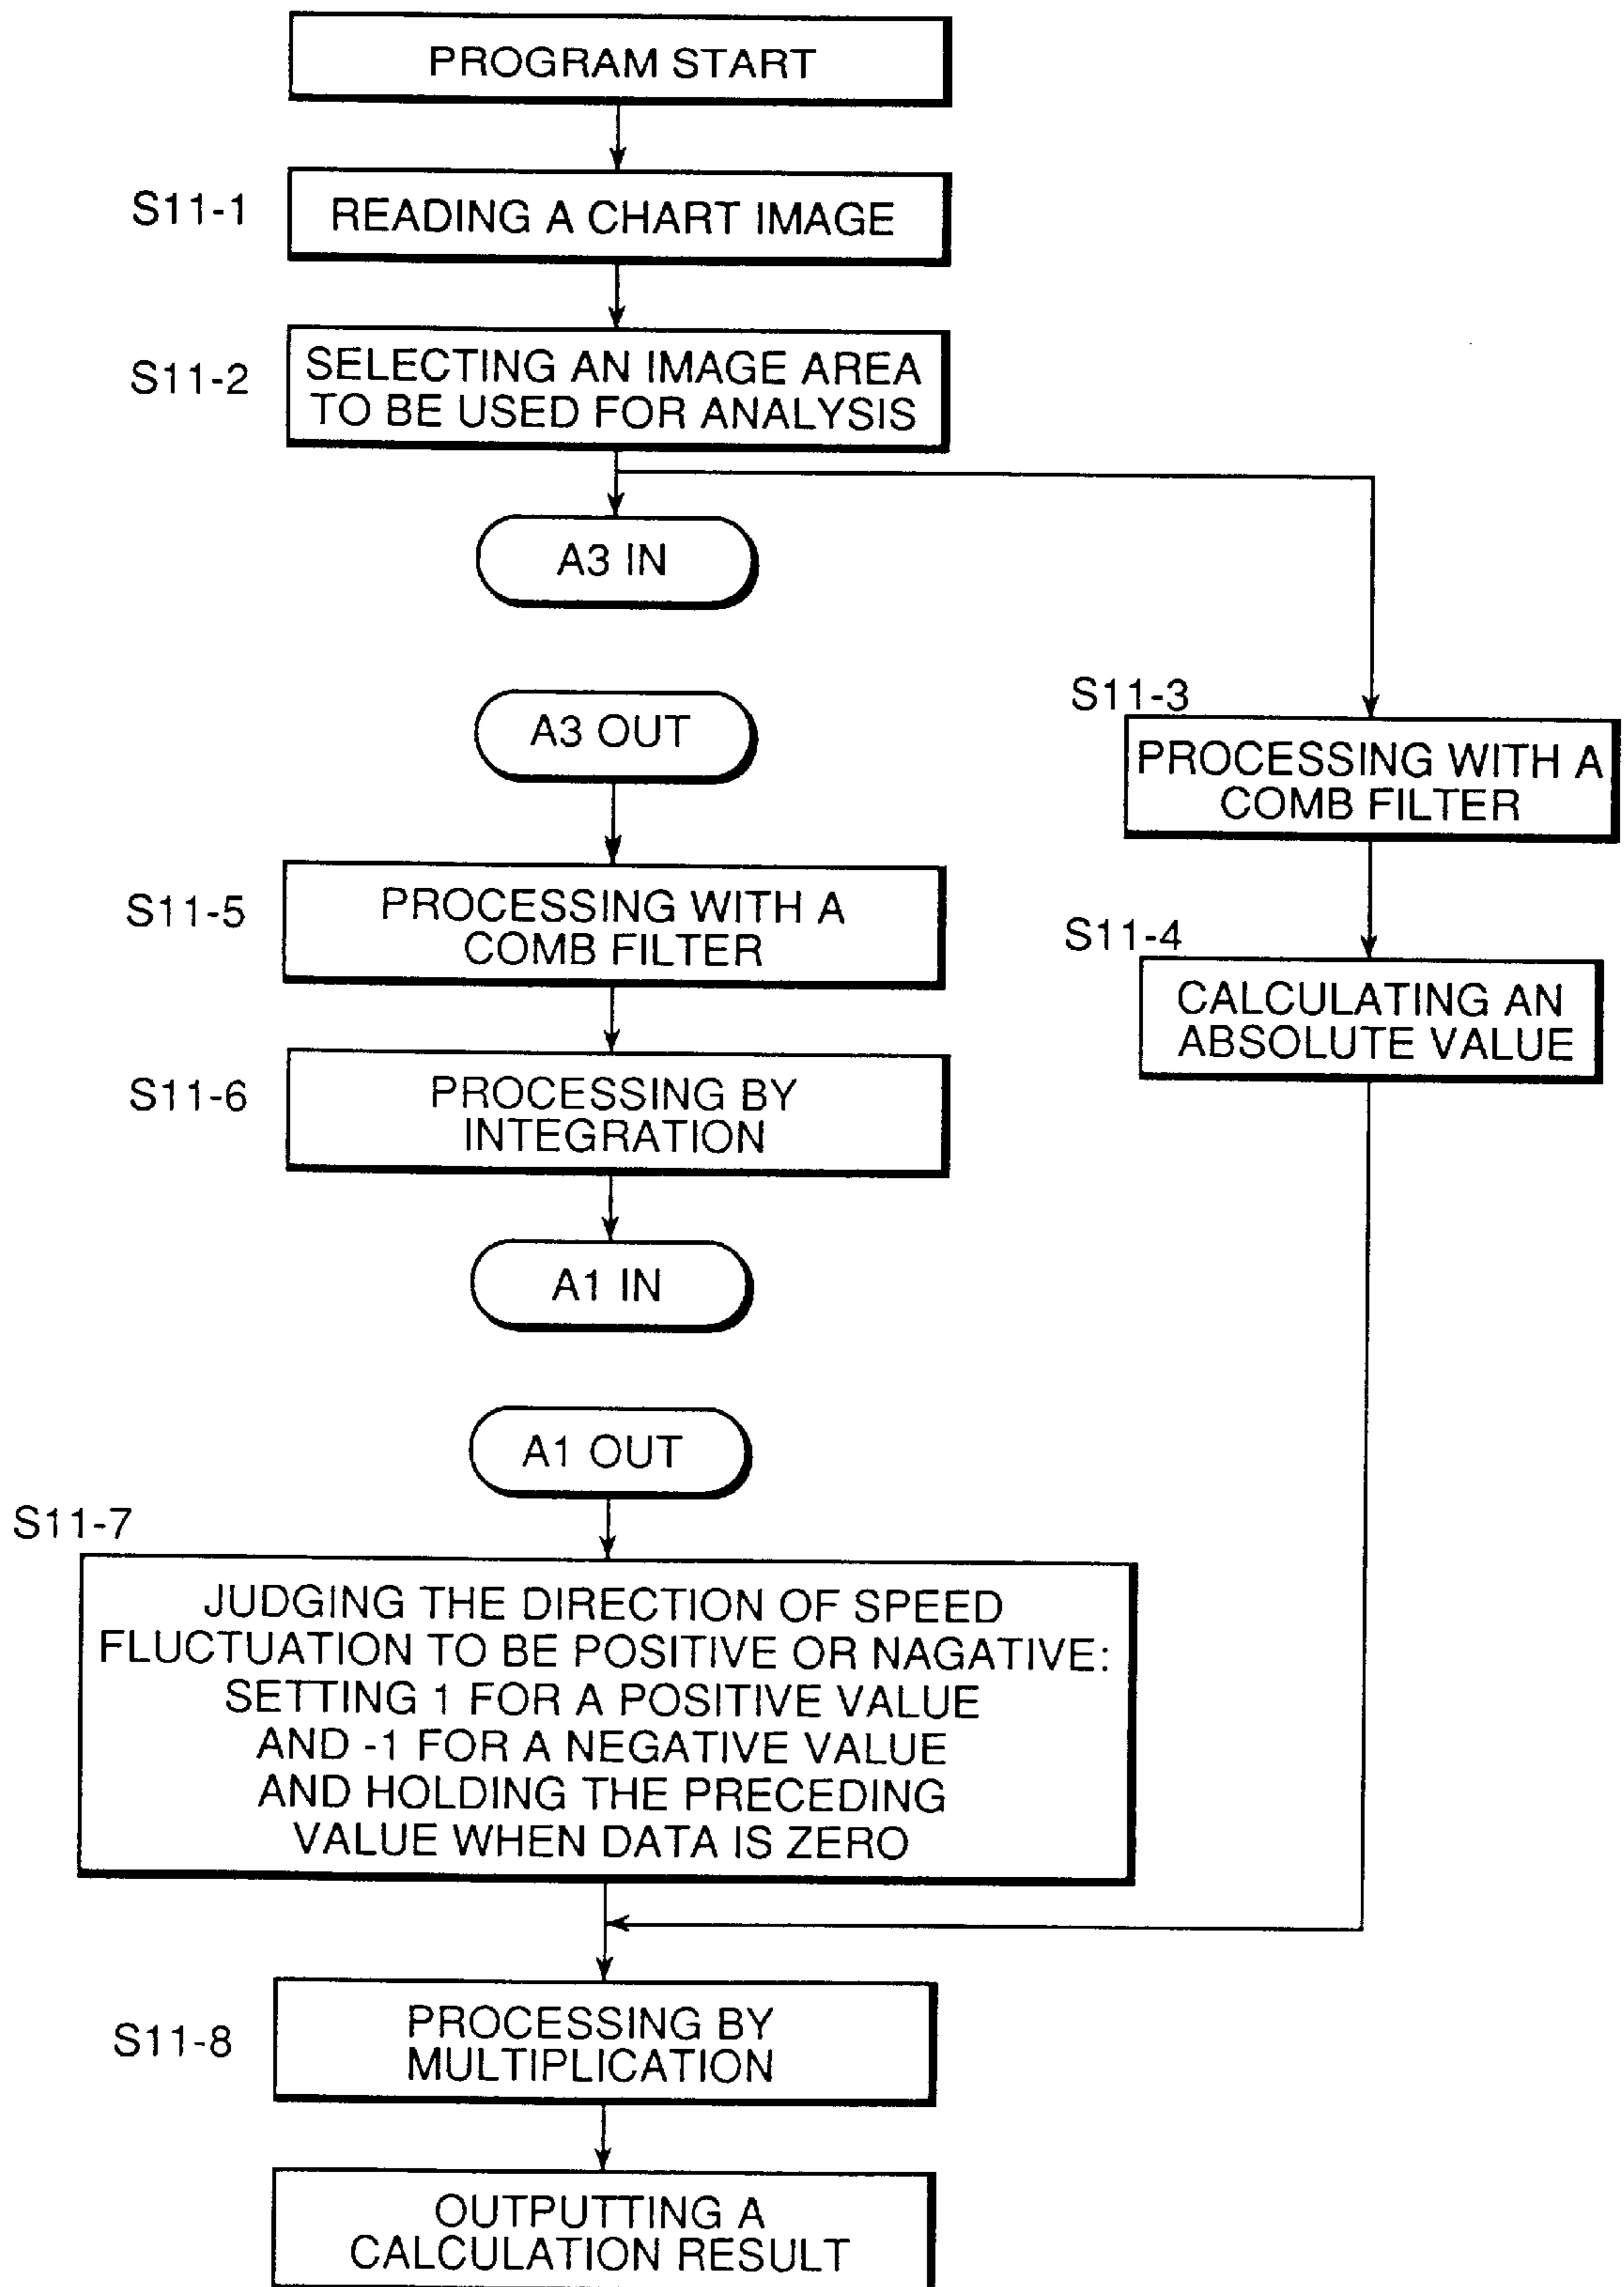 PROGRAM START
S11-1
READING A CHART IMAGE
S11-2
SELECTING AN IMAGE AREA
TO BE USED FOR ANALYSIS
A3 IN
A3 OUT
S11-3
PROCESSING WITH A
COMB FILTER
S11-5
PROCESSING WITH A
COMB FILTER
S11-4
CALCULATING AN
ABSOLUTE VALUE
S11-6
PROCESSING BY
INTEGRATION
A1 IN
A1 OUT
S11-7
JUDGING THE DIRECTION OF SPEED
FLUCTUATION TO BE POSITIVE OR NAGATIVE:
SETTING 1 FOR A POSITIVE VALUE
AND -1 FOR A NEGATIVE VALUE
AND HOLDING THE PRECEDING
VALUE WHEN DATA IS ZERO
S11-8
PROCESSING BY
MULTIPLICATION
OUTPUTTING A
CALCULATION RESULT